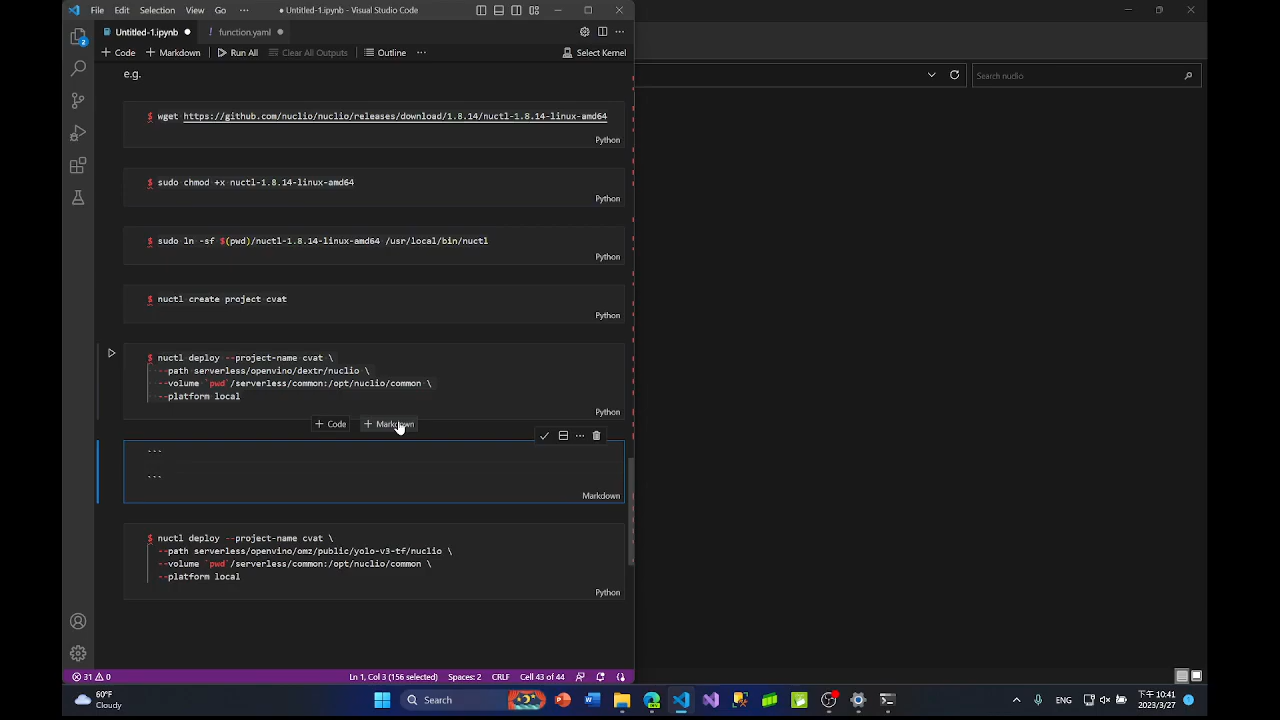 File Edit Selection View Go ··· ● Untitled-1.ipynb - Visual Studio Code
Untitled-1.ipynb ● function.yaml ●
+ Code + Markdown Run All Clear All Outputs Outline ··· Select Kernel
Search nuclio
2
e.g.
$ wget https://github.com/nuclio/nuclio/releases/download/1.8.14/nuctl-1.8.14-linux-amd64
Python
$ sudo chmod +x nuctl-1.8.14-linux-amd64
Python
$ sudo ln -sf $(pwd)/nuctl-1.8.14-linux-amd64 /usr/local/bin/nuctl
Python
$ nuctl create project cvat
Python
$ nuctl deploy --project-name cvat \
--path serverless/openvino/dextr/nuclio \
--volume `pwd`/serverless/common:/opt/nuclio/common \
--platform local
Python
+ Code + Markdown
```
```
Markdown
$ nuctl deploy --project-name cvat \
--path serverless/openvino/omz/public/yolo-v3-tf/nuclio \
--volume `pwd`/serverless/common:/opt/nuclio/common \
--platform local
Python
31 0 Ln 1, Col 3 (156 selected) Spaces: 2 CRLF Cell 43 of 44
60°F
Cloudy
Search
ENG
下午 10:41
2023/3/27